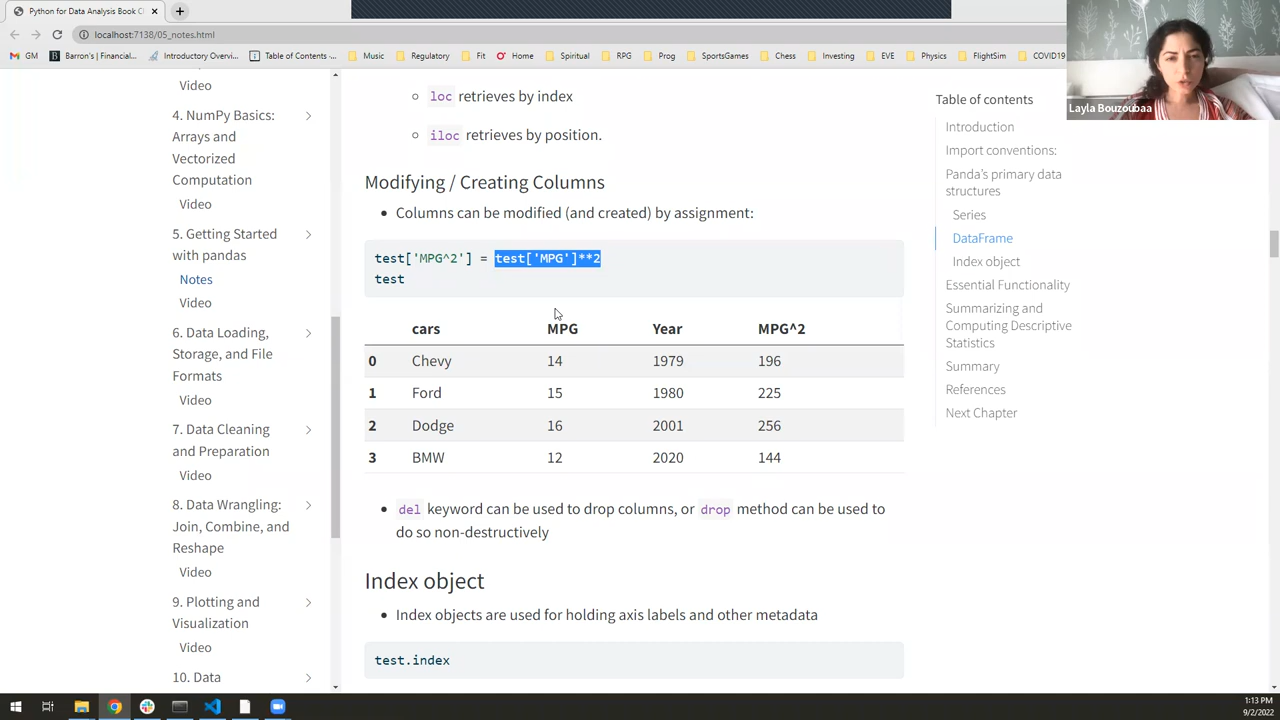 Python for Data Analysis Book Cl
localhost:7138/05_notes.html
GM
Barron's | Financial...
Introductory Overvi...
Table of Contents -...
Music
Regulatory
Fit
Home
Spiritual
RPG
Prog
SportsGames
Chess
Investing
EVE
Physics
FlightSim
COVID19
Layla Bouzoubaa
Video
4. NumPy Basics:
Arrays and
Vectorized
Computation
Video
5. Getting Started
with pandas
Notes
Video
6. Data Loading,
Storage, and File
Formats
Video
7. Data Cleaning
and Preparation
Video
8. Data Wrangling:
Join, Combine, and
Reshape
Video
9. Plotting and
Visualization
Video
10. Data
loc retrieves by index
iloc retrieves by position.
Modifying / Creating Columns
Columns can be modified (and created) by assignment:
test['MPG^2'] = test['MPG']**2
test
cars MPG Year MPG^2
0 Chevy 14 1979 196
1 Ford 15 1980 225
2 Dodge 16 2001 256
3 BMW 12 2020 144
del keyword can be used to drop columns, or drop method can be used to
do so non-destructively
Index object
Index objects are used for holding axis labels and other metadata
test.index
Table of contents
Introduction
Import conventions:
Panda's primary data
structures
Series
DataFrame
Index object
Essential Functionality
Summarizing and
Computing Descriptive
Statistics
Summary
References
Next Chapter
1:13 PM
9/2/2022